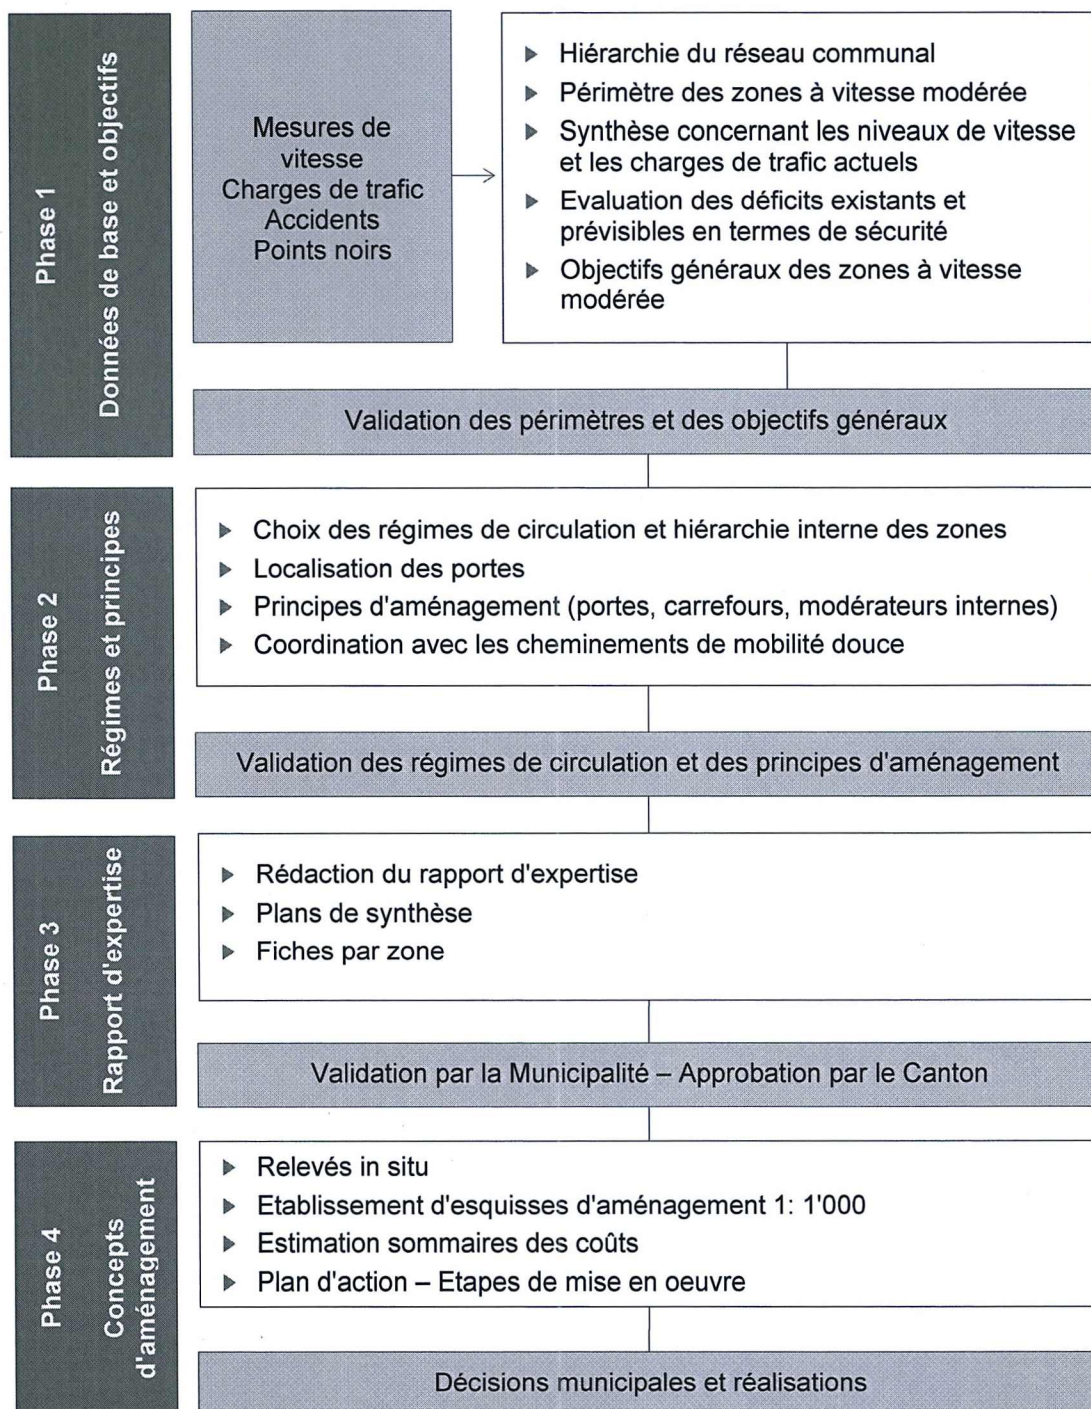 Phase 1
Données de base et objectifs
Mesures de
vitesse
Charges de trafic
Accidents
Points noirs
Hiérarchie du réseau communal
Périmètre des zones à vitesse modérée
Synthèse concernant les niveaux de vitesse
et les charges de trafic actuels
Evaluation des déficits existants et
prévisibles en termes de sécurité
Objectifs généraux des zones à vitesse
modérée
Validation des périmètres et des objectifs généraux
Phase 2
Régimes et principes
Choix des régimes de circulation et hiérarchie interne des zones
Localisation des portes
Principes d'aménagement (portes, carrefours, modérateurs internes)
Coordination avec les cheminements de mobilité douce
Validation des régimes de circulation et des principes d'aménagement
Phase 3
Rapport d'expertise
Rédaction du rapport d'expertise
Plans de synthèse
Fiches par zone
Validation par la Municipalité – Approbation par le Canton
Phase 4
Concepts
d'aménagement
Relevés in situ
Etablissement d'esquisses d'aménagement 1: 1'000
Estimation sommaires des coûts
Plan d'action – Etapes de mise en oeuvre
Décisions municipales et réalisations